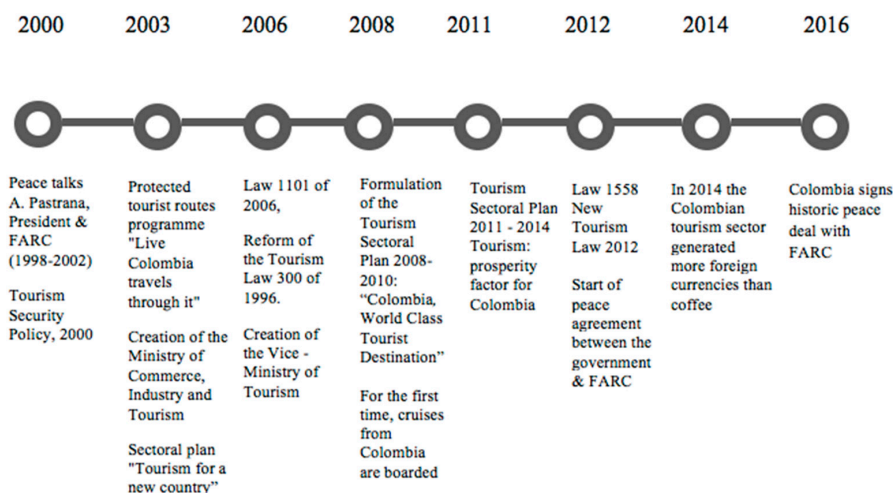 2000 2003 2006 2008 2011 2012 2014 2016
Peace talks
A. Pastrana,
President &
FARC
(1998-2002)
Tourism
Security
Policy, 2000
Protected
tourist routes
programme
"Live
Colombia
travels
through it"
Creation of the
Ministry of
Commerce,
Industry and
Tourism
Sectoral plan
"Tourism for a
new country”
Law 1101 of
2006,
Reform of
the Tourism
Law 300 of
1996.
Creation of
the Vice -
Ministry of
Tourism
Formulation
of the
Tourism
Sectoral
Plan 2008-
2010:
“Colombia,
World Class
Tourist
Destination”
For the first
time, cruises
from
Colombia
are boarded
Tourism
Sectoral Plan
2011 - 2014
Tourism:
prosperity
factor for
Colombia
Law 1558
New
Tourism
Law 2012
Start of
peace
agreement
between the
government
& FARC
In 2014 the
Colombian
tourism sector
generated
more foreign
currencies than
coffee
Colombia signs
historic peace
deal with
FARC